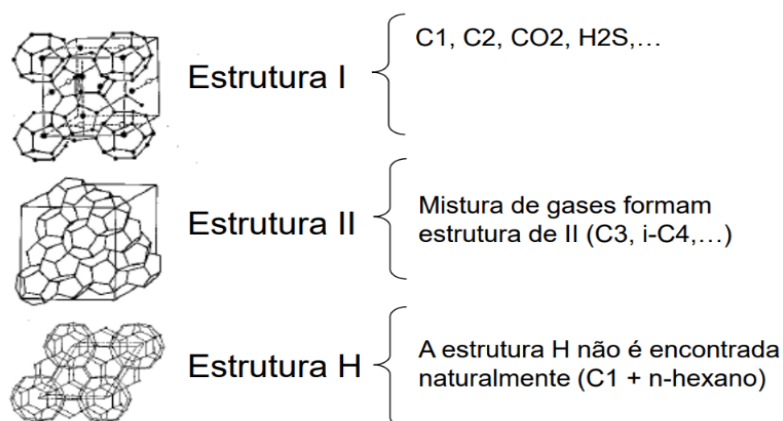 Estrutura I
C1, C2, CO2, H2S,...
Estrutura II
Mistura de gases formam
estrutura de II (C3, i-C4,...)
Estrutura H
A estrutura H não é encontrada
naturalmente (C1 + n-hexano)